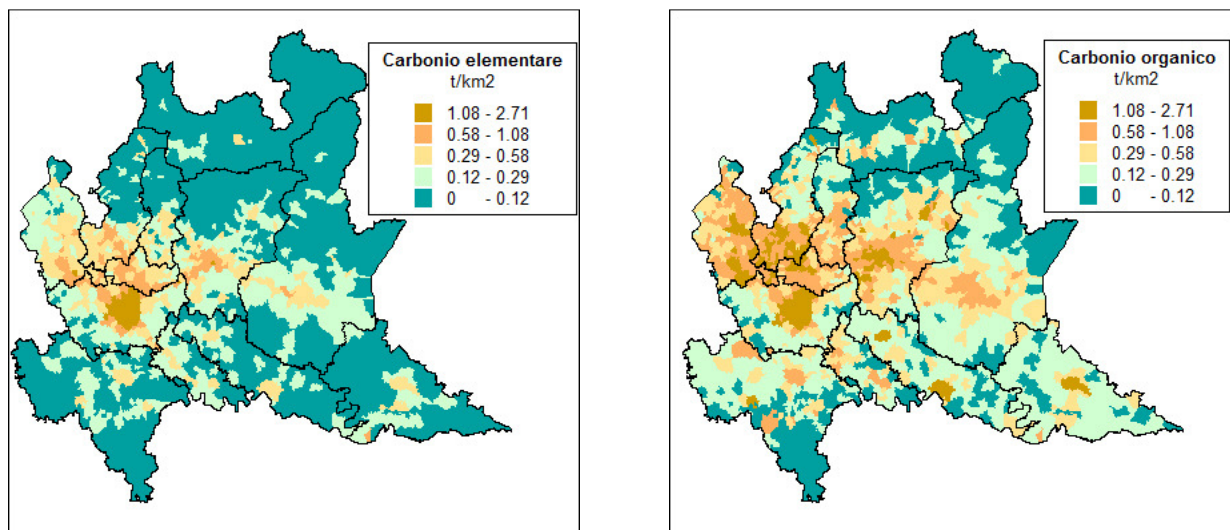 Carbonio elementare
t/km2
1.08 - 2.71
0.58 - 1.08
0.29 - 0.58
0.12 - 0.29
0 - 0.12
Carbonio organico
t/km2
1.08 - 2.71
0.58 - 1.08
0.29 - 0.58
0.12 - 0.29
0 - 0.12